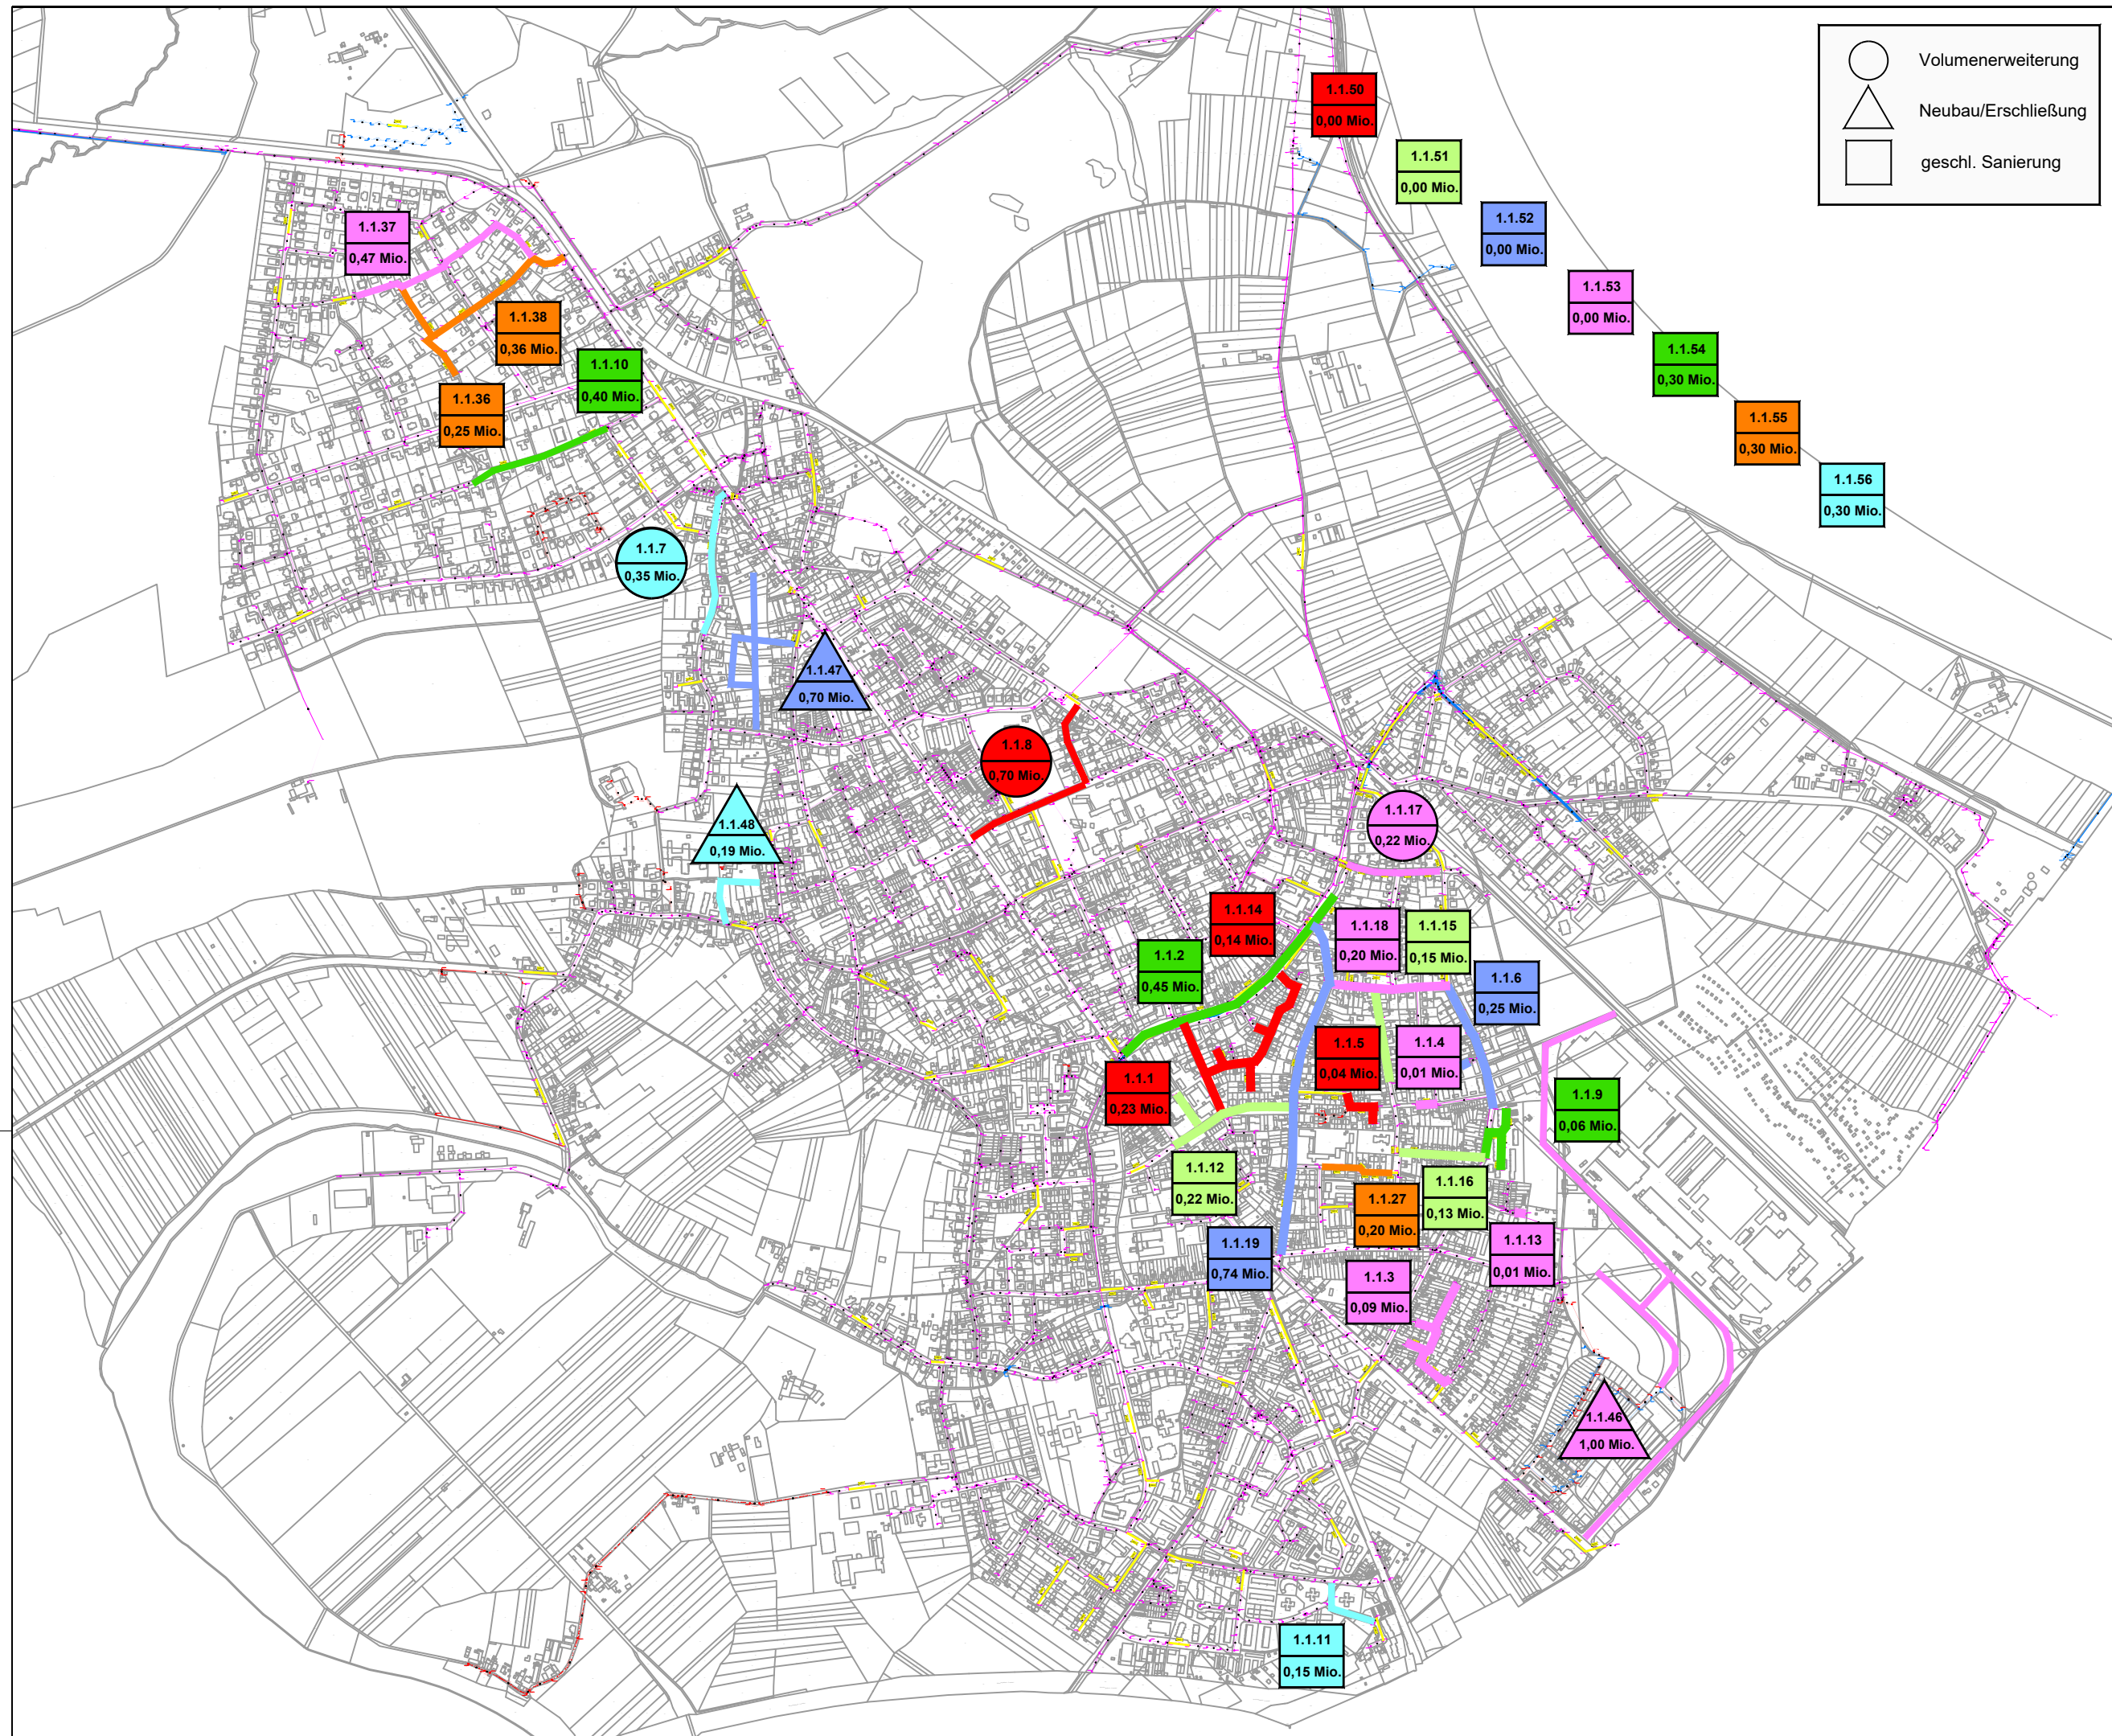 Volumenerweiterung
Neubau/Erschließung
geschl. Sanierung
1.1.50
0,00 Mio.
1.1.51
0,00 Mio.
1.1.52
0,00 Mio.
1.1.53
0,00 Mio.
1.1.54
0,30 Mio.
1.1.55
0,30 Mio.
1.1.56
0,30 Mio.
1.1.37
0,47 Mio.
1.1.38
0,36 Mio.
1.1.10
0,40 Mio.
1.1.36
0,25 Mio.
1.1.7
0,35 Mio.
1.1.47
0,70 Mio.
1.1.8
0,70 Mio.
1.1.48
0,19 Mio.
1.1.17
0,22 Mio.
1.1.14
0,14 Mio.
1.1.18
0,20 Mio.
1.1.15
0,15 Mio.
1.1.2
0,45 Mio.
1.1.6
0,25 Mio.
1.1.5
0,04 Mio.
1.1.4
0,01 Mio.
1.1.1
0,23 Mio.
1.1.9
0,06 Mio.
1.1.12
0,22 Mio.
1.1.16
0,13 Mio.
1.1.27
0,20 Mio.
1.1.19
0,74 Mio.
1.1.13
0,01 Mio.
1.1.3
0,09 Mio.
1.1.46
1,00 Mio.
1.1.11
0,15 Mio.